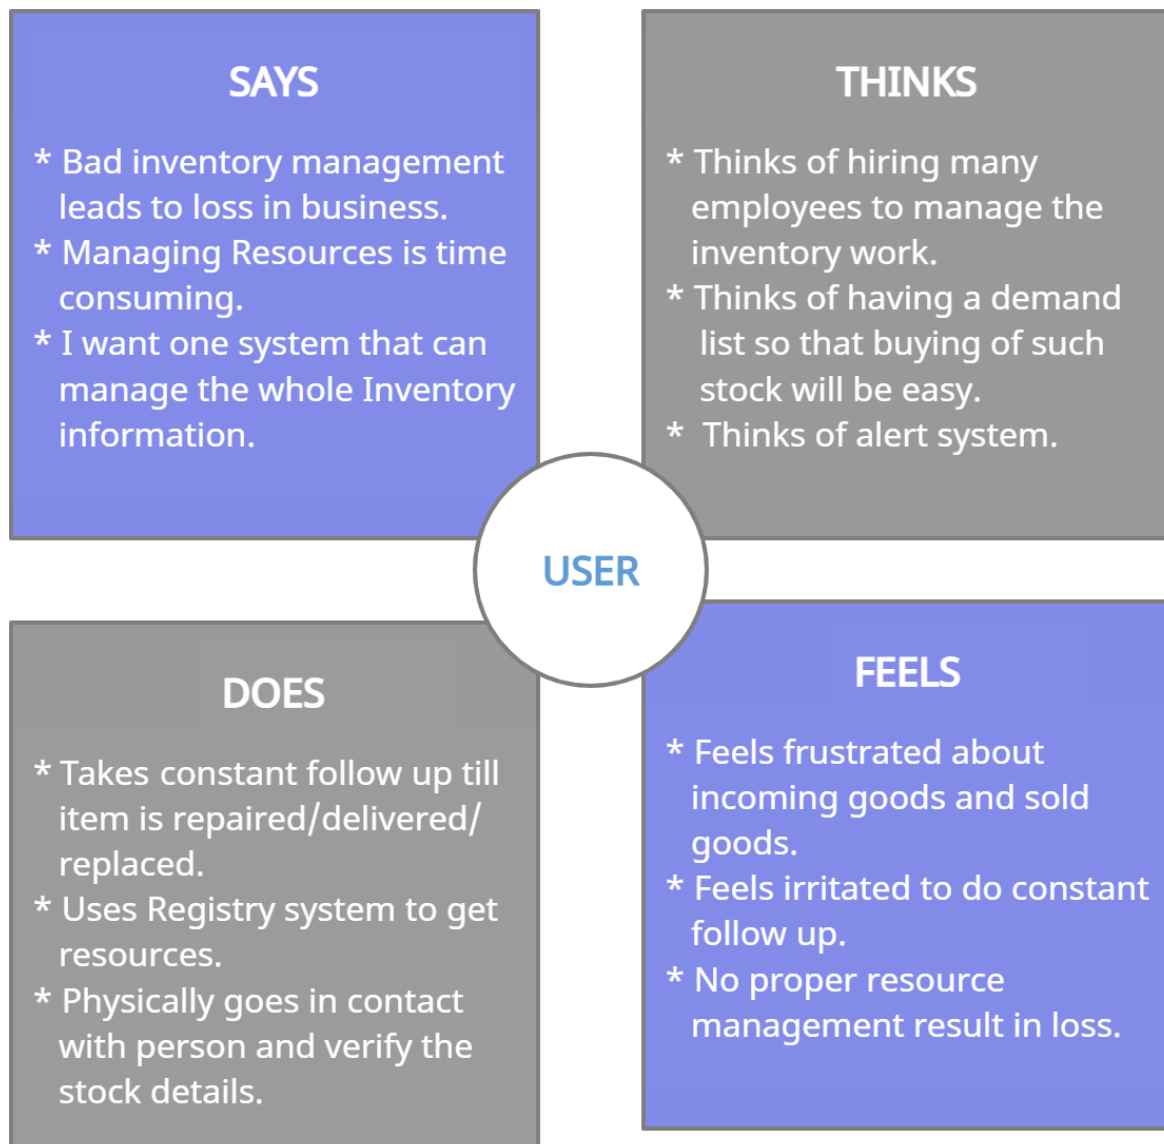 SAYS
* Bad inventory management
leads to loss in business.
* Managing Resources is time
consuming.
* I want one system that can
manage the whole Inventory
information.
THINKS
* Thinks of hiring many
employees to manage the
inventory work.
* Thinks of having a demand
list so that buying of such
stock will be easy.
* Thinks of alert system.
USER
DOES
* Takes constant follow up till
item is repaired/delivered/
replaced.
* Uses Registry system to get
resources.
* Physically goes in contact
with person and verify the
stock details.
FEELS
* Feels frustrated about
incoming goods and sold
goods.
* Feels irritated to do constant
follow up.
* No proper resource
management result in loss.